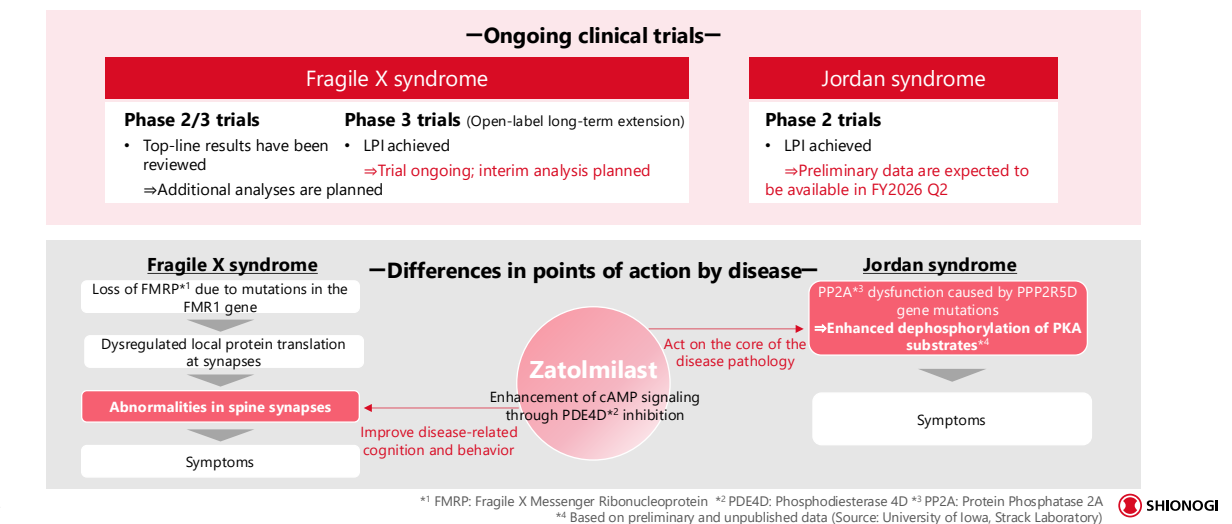 —Ongoing clinical trials—
Fragile X syndrome
Phase 2/3 trials
• Top-line results have been
reviewed
⇒Additional analyses are planned
Phase 3 trials (Open-label long-term extension)
• LPI achieved
⇒Trial ongoing; interim analysis planned
Jordan syndrome
Phase 2 trials
• LPI achieved
⇒Preliminary data are expected to
be available in FY2026 Q2
—Differences in points of action by disease—
Fragile X syndrome
Loss of FMRP*1 due to mutations in the
FMR1 gene
Dysregulated local protein translation
at synapses
Abnormalities in spine synapses
Symptoms
Zatolmilast
Enhancement of cAMP signaling
through PDE4D*2 inhibition
Improve disease-related
cognition and behavior
Act on the core of the
disease pathology
Jordan syndrome
PP2A*3 dysfunction caused by PPP2R5D
gene mutations
⇒Enhanced dephosphorylation of PKA
substrates*4
Symptoms
*1 FMRP: Fragile X Messenger Ribonucleoprotein *2 PDE4D: Phosphodiesterase 4D *3 PP2A: Protein Phosphatase 2A
*4 Based on preliminary and unpublished data (Source: University of Iowa, Strack Laboratory)
SHIONOGI